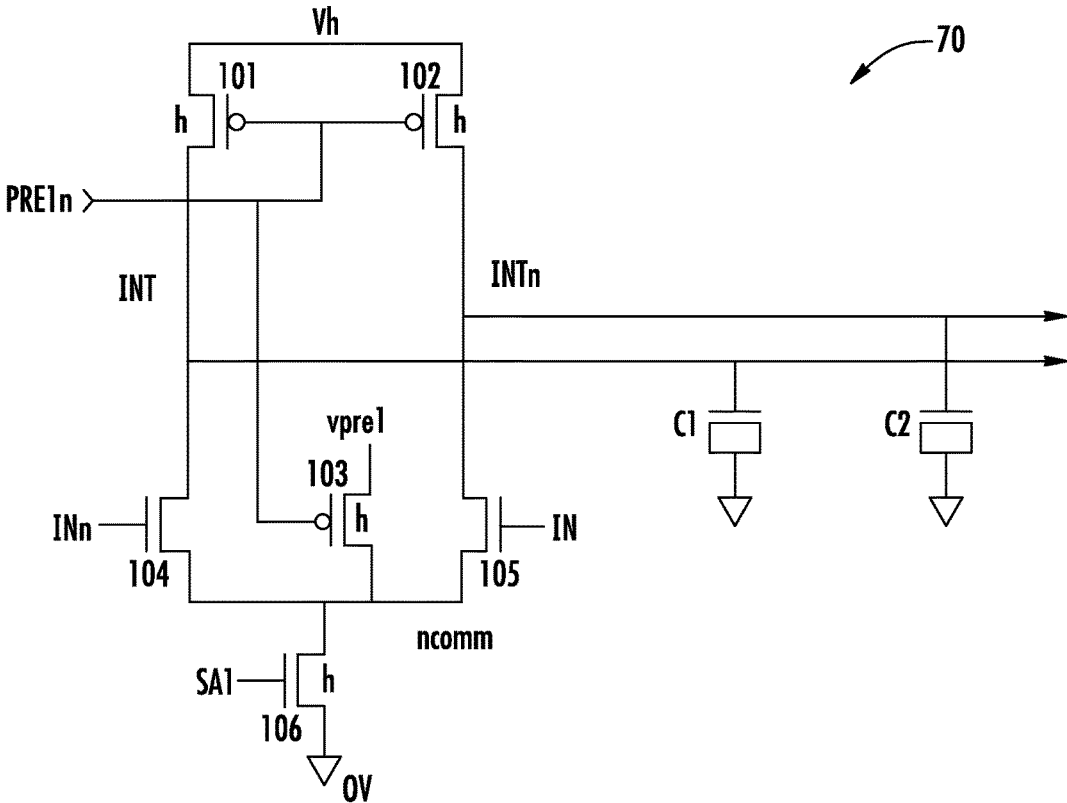 Vh
70
101
102
h
h
PRE1n
INT
INTn
vpre1
C1
C2
103
h
INn
IN
104
105
ncomm
SA1
h
106
0V